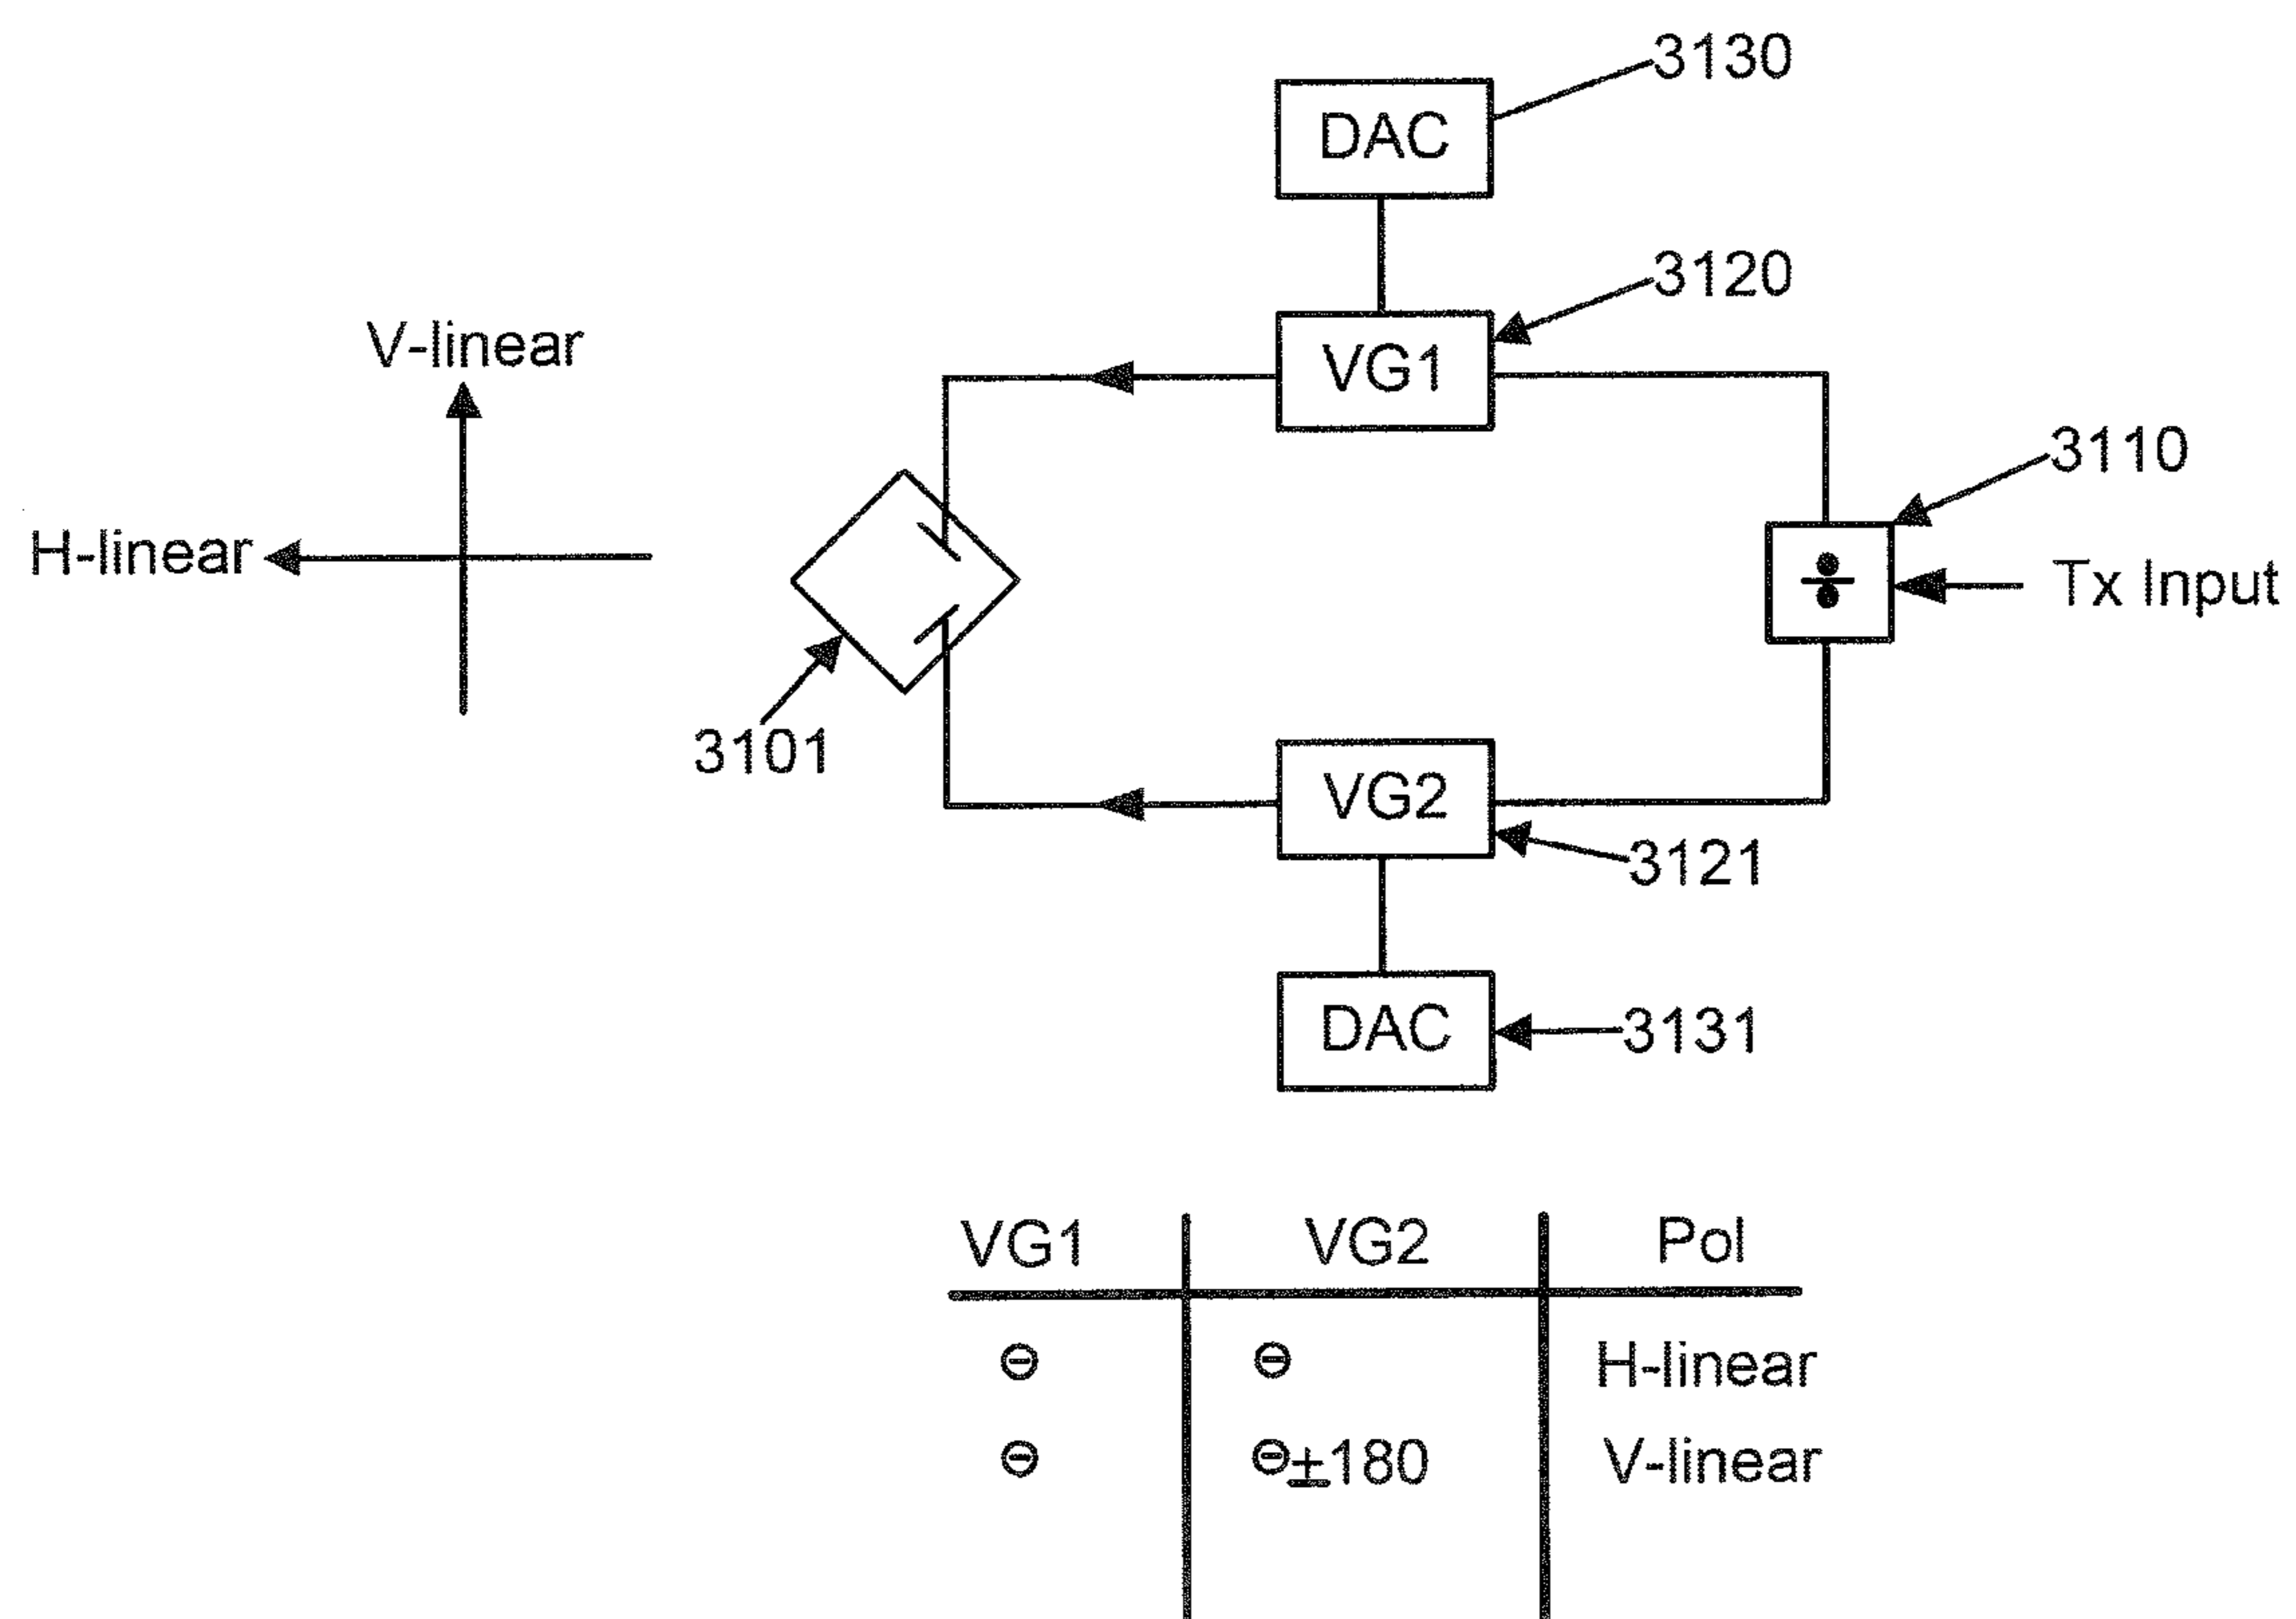 3130
DAC
3120
V-linear
VG1
3110
H-linear
÷
Tx Input
3101
VG2
3121
DAC
3131
VG1 VG2 Pol
⊖ ⊖ H-linear
⊖ ⊖±180 V-linear